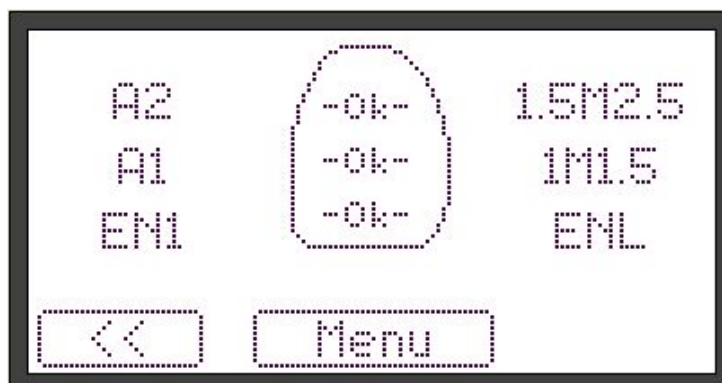 A2 -Ok- 1.5M2.5
A1 -Ok- 1M1.5
EN1 -Ok- ENL
<< Menu